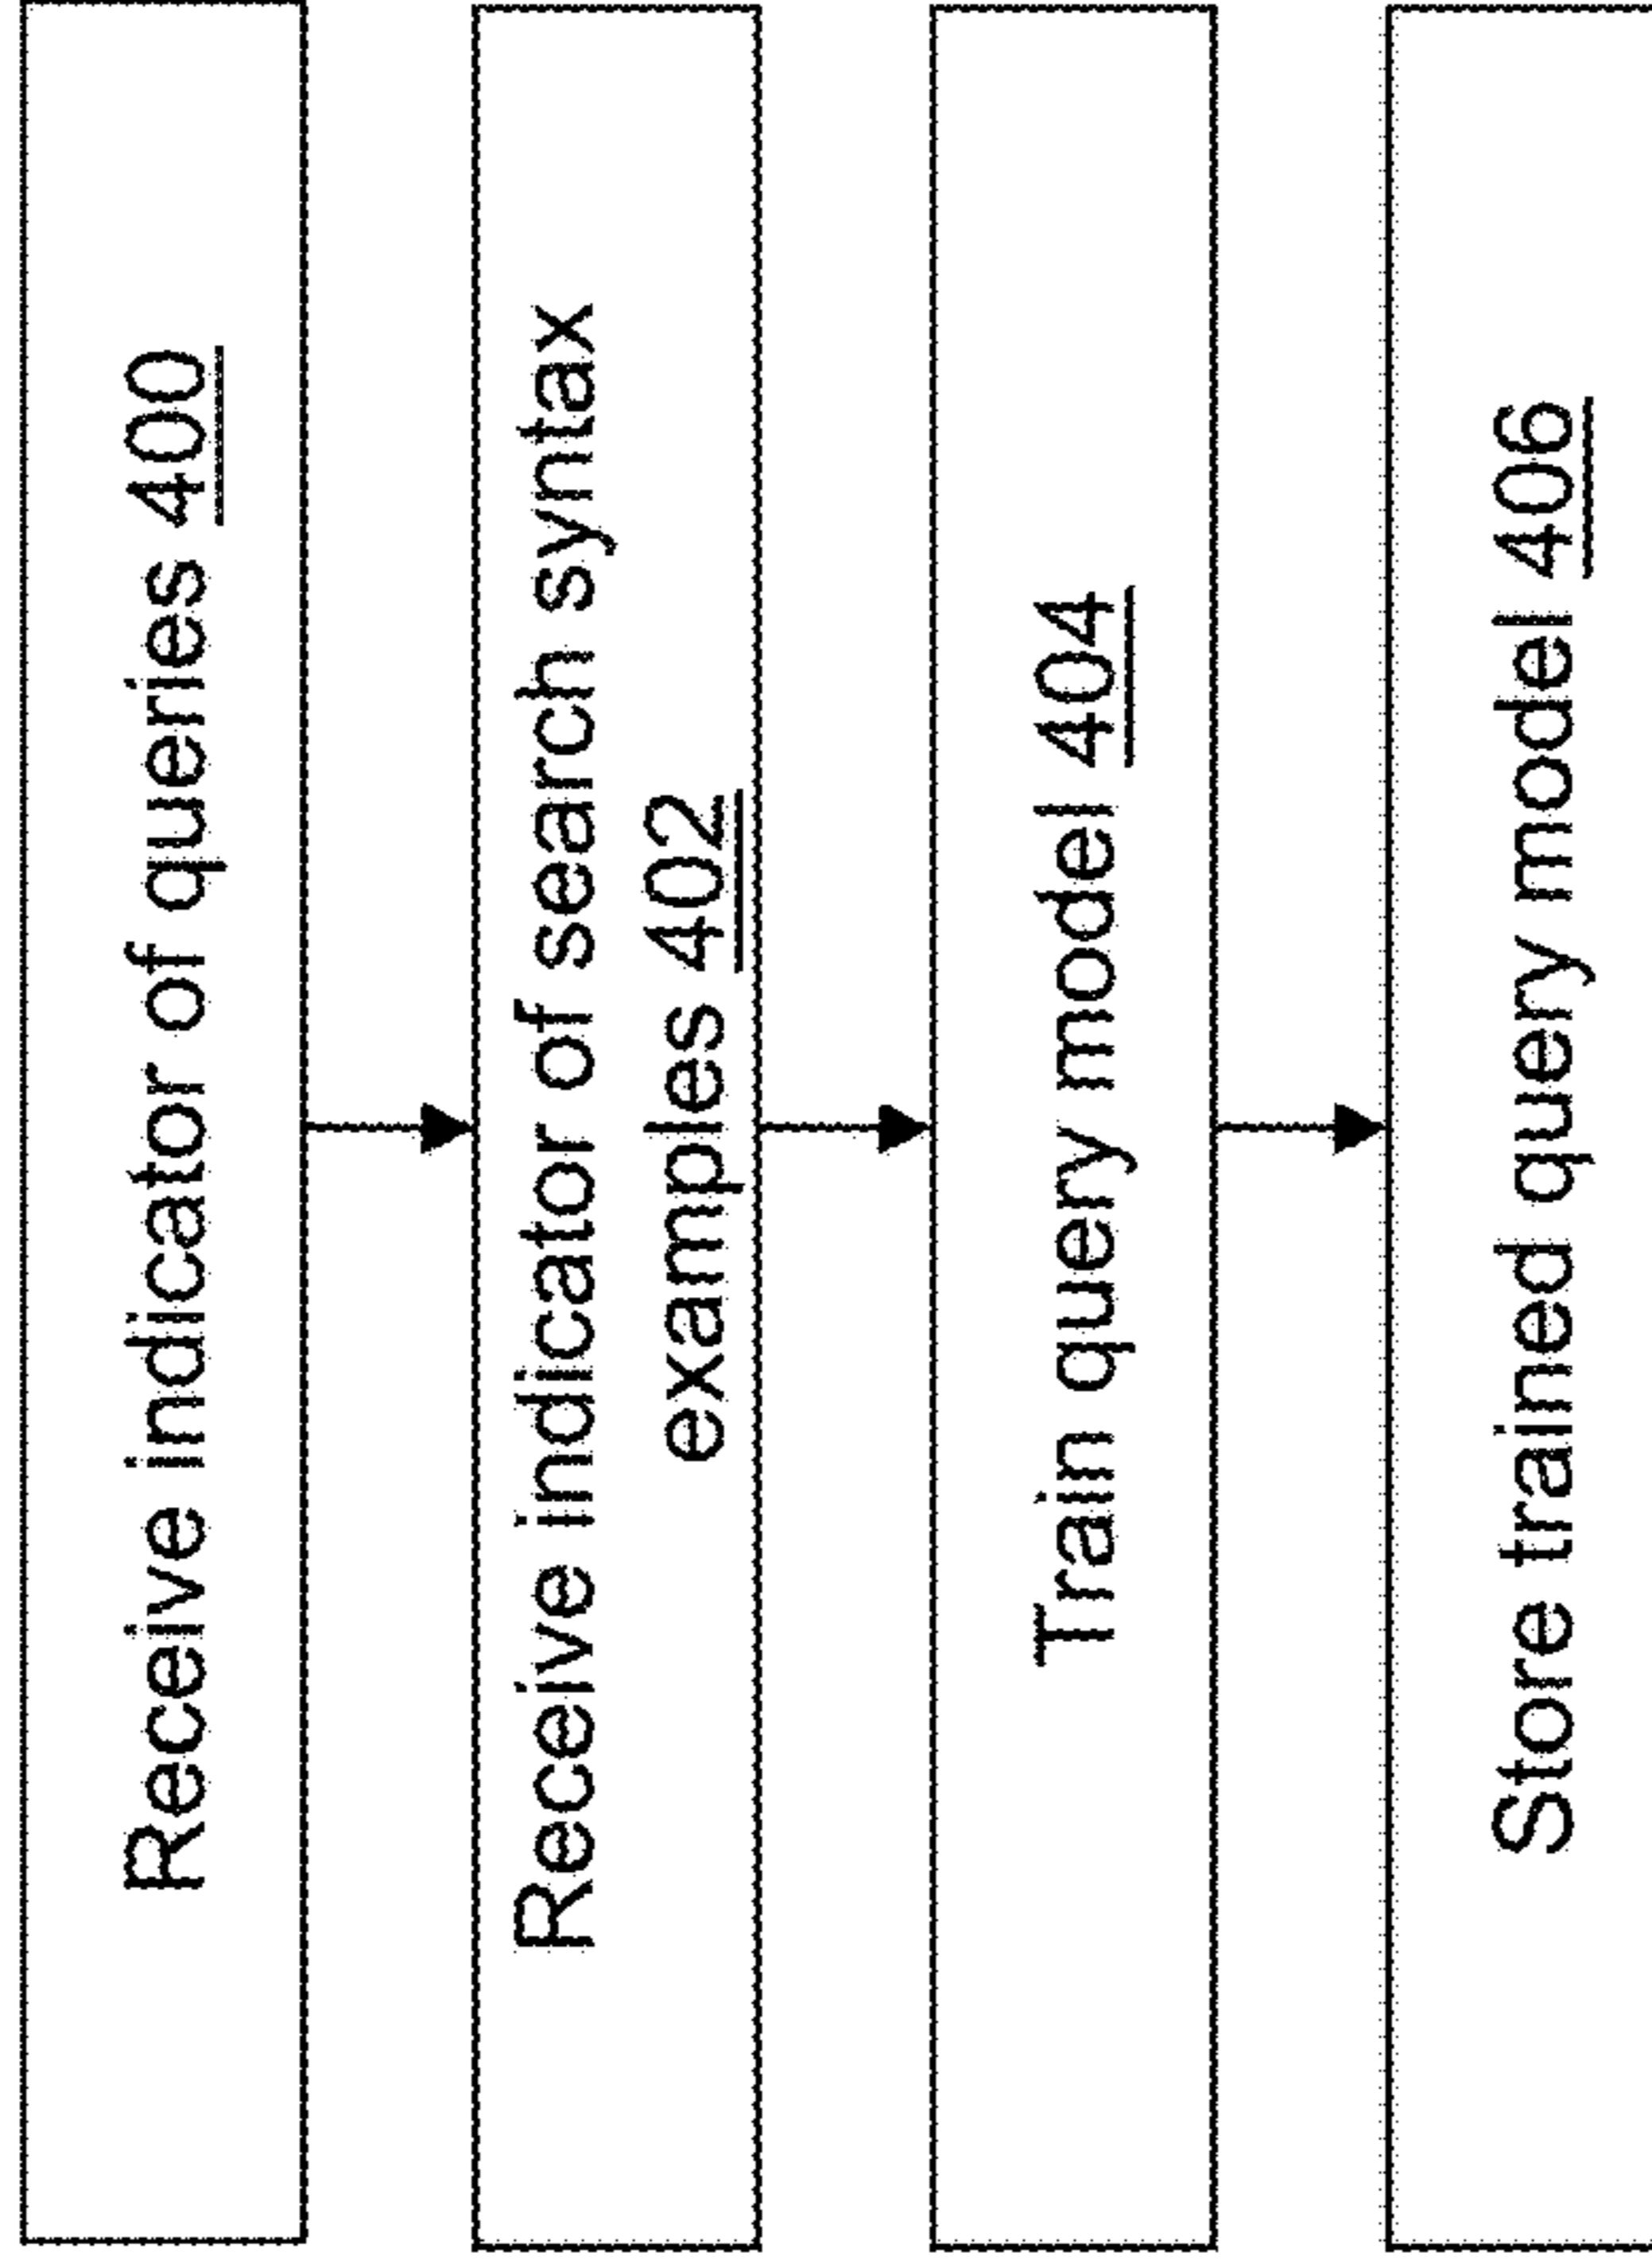 Receive indicator of queries 400
Receive indicator of search syntax
examples 402
Train query model 404
Store trained query model 406